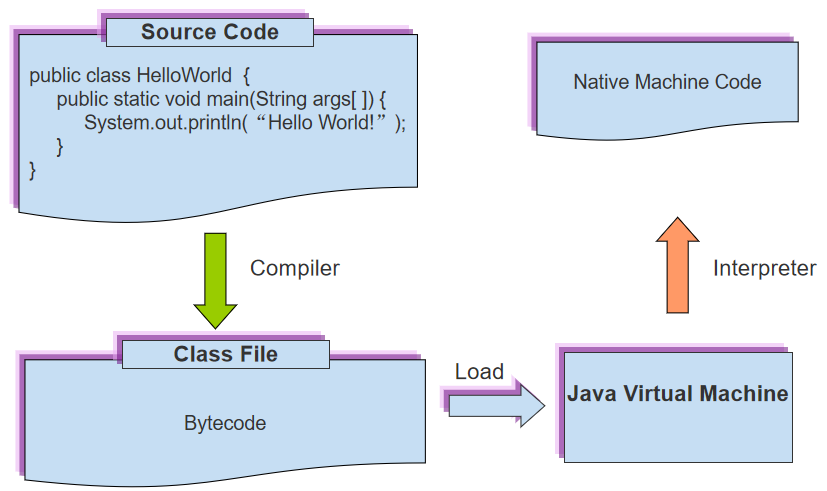 Source Code
public class HelloWorld {
public static void main(String args[ ]) {
System.out.println( “Hello World!” );
}
}
Compiler
Class File
Bytecode
Load
Java Virtual Machine
Interpreter
Native Machine Code